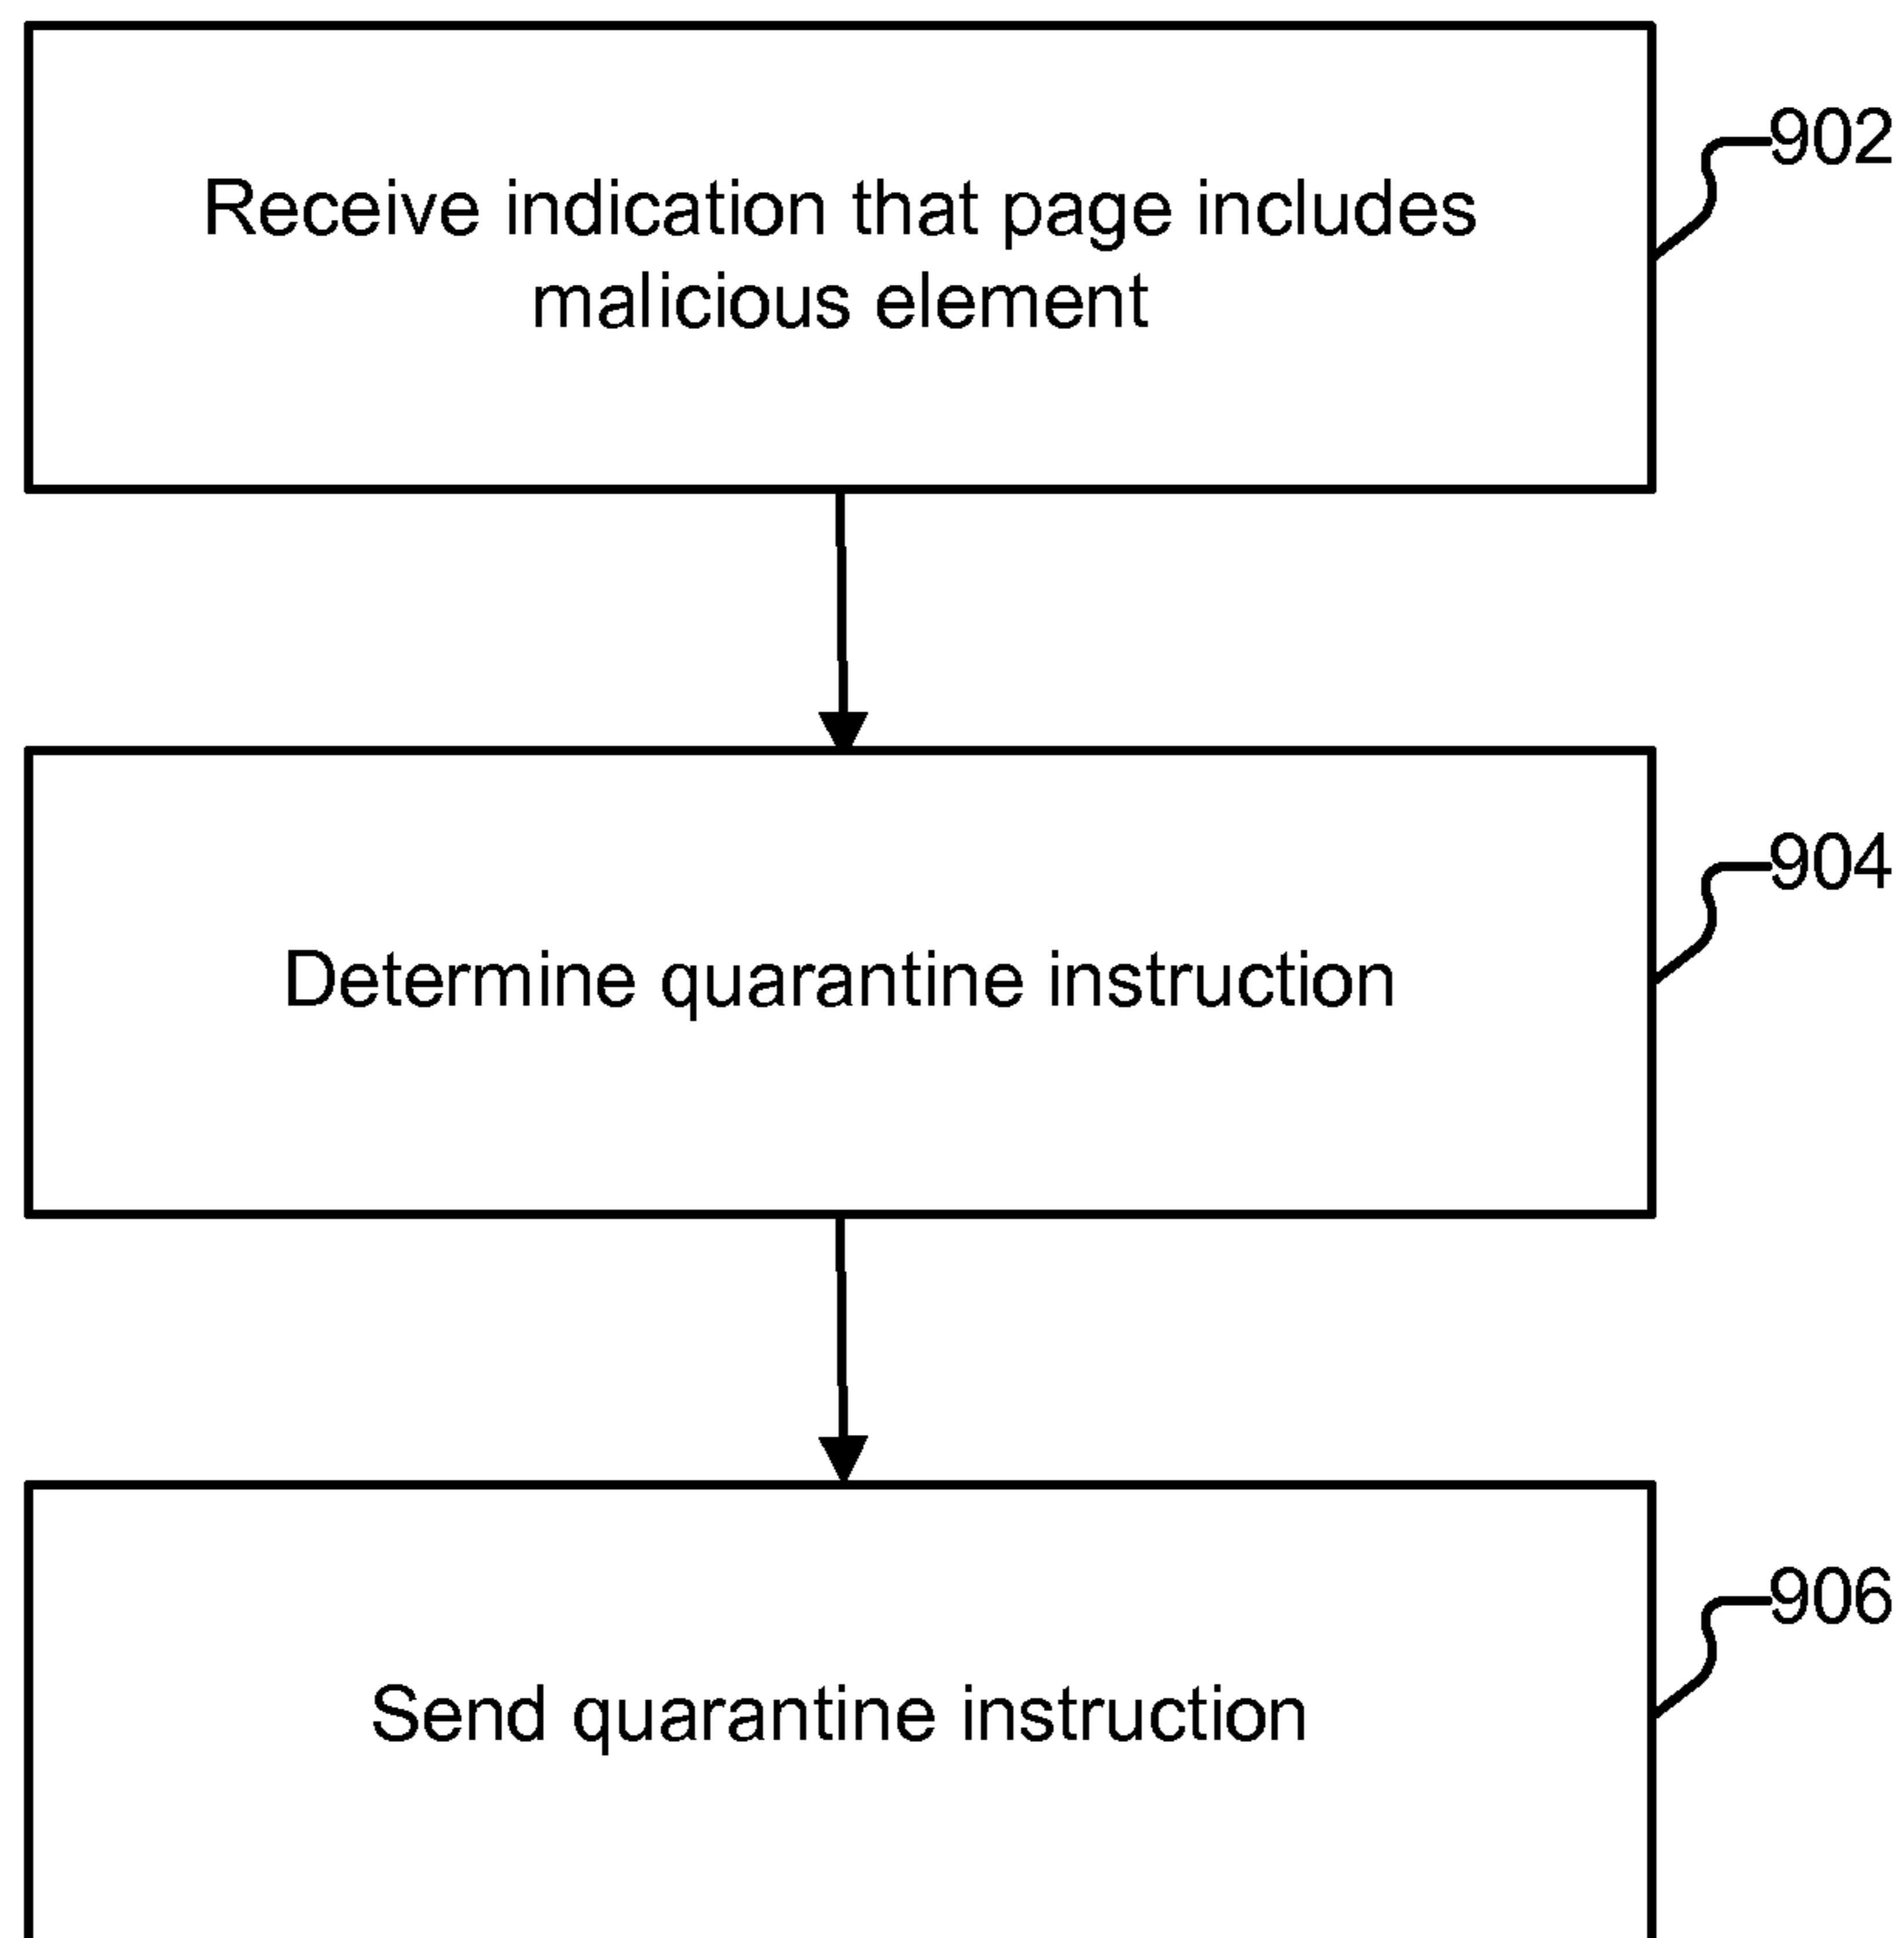 Receive indication that page includes
malicious element
902
Determine quarantine instruction
904
Send quarantine instruction
906